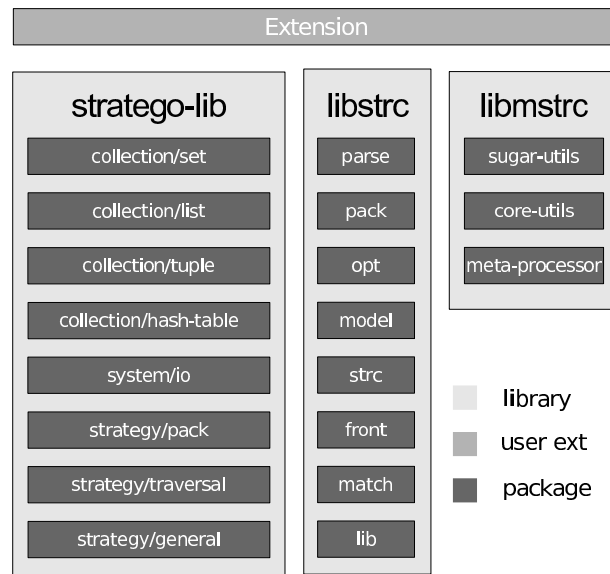 Extension
stratego-lib
collection/set
collection/list
collection/tuple
collection/hash-table
system/io
strategy/pack
strategy/traversal
strategy/general
libstrc
parse
pack
opt
model
strc
front
match
lib
libmstrc
sugar-utils
core-utils
meta-processor
library
user ext
package